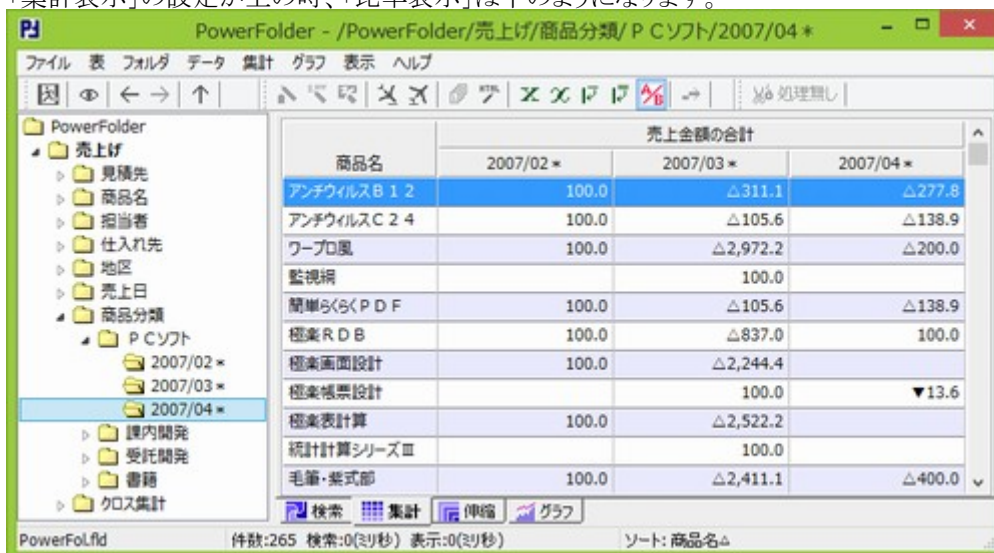 「集計表示」の設定が上の時、「比率表示」は下のようになります。
PowerFolder - /PowerFolder/売上げ/商品分類/ＰＣソフト/2007/04＊
ファイル 表 フォルダ データ 集計 グラフ 表示 ヘルプ
処理無し
PowerFolder
売上げ
見積先
商品名
担当者
仕入れ先
地区
売上日
商品分類
ＰＣソフト
2007/02＊
2007/03＊
2007/04＊
課内開発
受託開発
書籍
クロス集計
売上金額の合計
商品名 2007/02＊ 2007/03＊ 2007/04＊
アンチウィルスＢ１２ 100.0 △311.1 △277.8
アンチウィルスＣ２４ 100.0 △105.6 △138.9
ワープロ風 100.0 △2,972.2 △200.0
監視網 100.0
簡単らくらくＰＤＦ 100.0 △105.6 △138.9
極楽ＲＤＢ 100.0 △837.0 100.0
極楽画面設計 100.0 △2,244.4
極楽帳票設計 100.0 ▼13.6
極楽表計算 100.0 △2,522.2
統計計算シリーズⅢ 100.0
毛筆・紫式部 100.0 △2,411.1 △400.0
検索 集計 伸縮 グラフ
PowerFol.fld 件数:265 検索:0(ミリ秒) 表示:0(ミリ秒) ソート: 商品名△